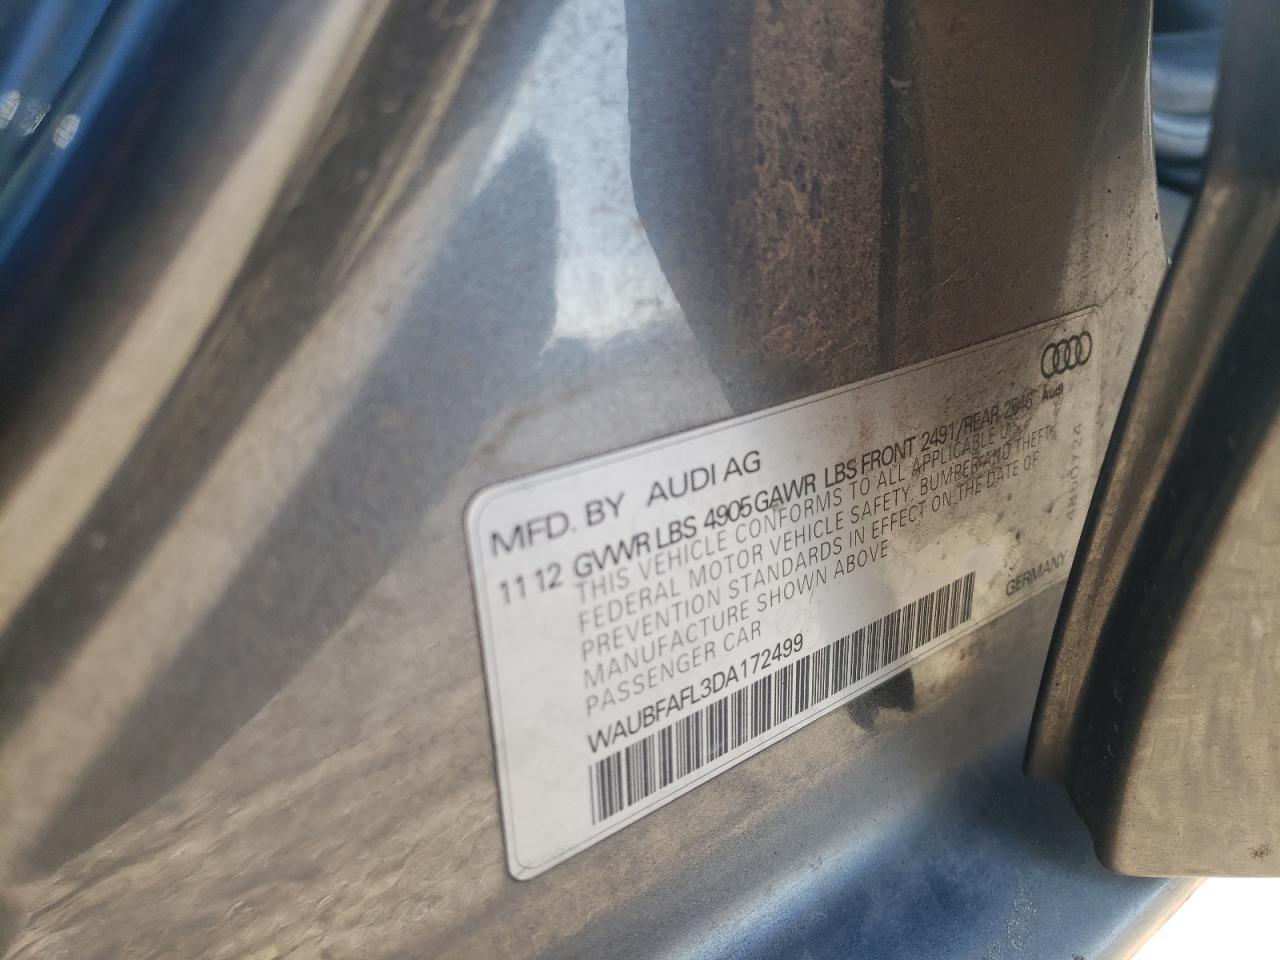 MFD. BY AUDI AG
11 12 GVWR LBS 4905 GAWR LBS FRONT 2491/REAR 2546
THIS VEHICLE CONFORMS TO ALL APPLICABLE U.S.
FEDERAL MOTOR VEHICLE SAFETY, BUMPER AND THEFT
PREVENTION STANDARDS IN EFFECT ON THE DATE OF
MANUFACTURE SHOWN ABOVE
PASSENGER CAR
WAUBFAFL3DA172499
Audi
GERMANY